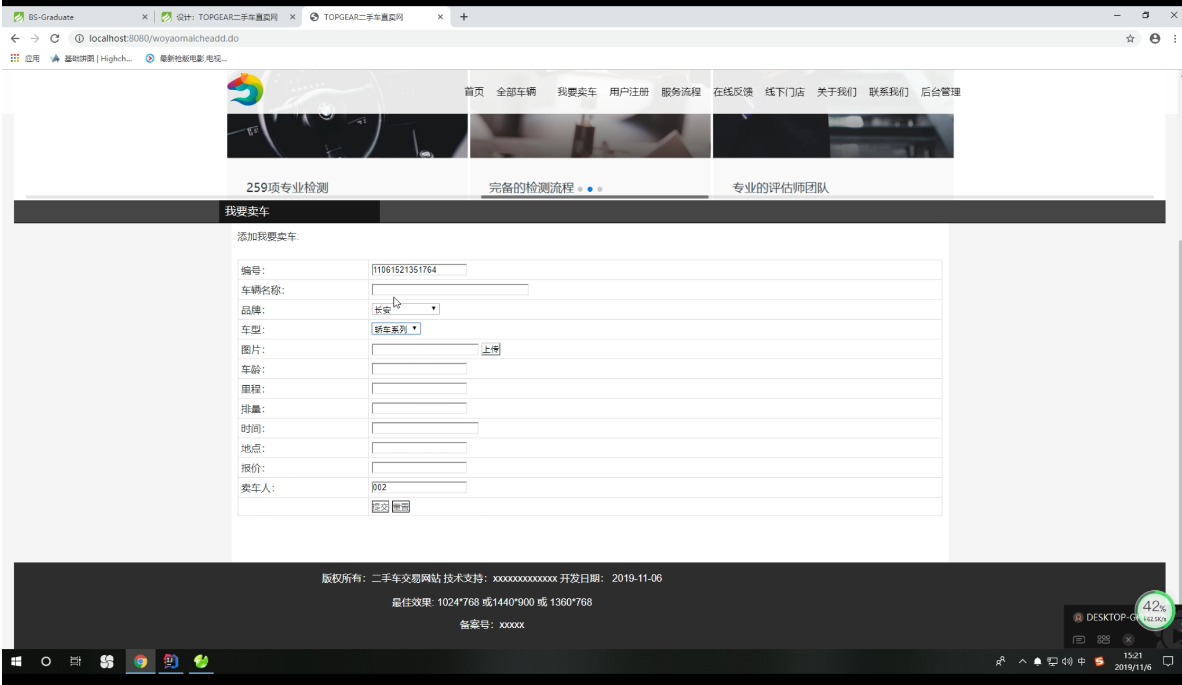 BS-Graduate
设计：TOPGEAR二手车直卖网
TOPGEAR二手车直卖网
localhost:8080/woyaomaicheadd.do
应用 基础拼图 | Highch... 最新抢版电影,电视...
首页 全部车辆 我要卖车 用户注册 服务流程 在线反馈 线下门店 关于我们 联系我们 后台管理
259项专业检测
完备的检测流程
专业的评估师团队
我要卖车
添加我要卖车:
编号： 11061521351764
车辆名称：
品牌： 长安
车型： 轿车系列
图片： 上传
车龄：
里程：
排量：
时间：
地点：
报价：
卖车人： 002
提交 重置
版权所有：二手车交易网站 技术支持：xxxxxxxxxxxxx 开发日期： 2019-11-06
最佳效果: 1024*768 或1440*900 或 1360*768
备案号：xxxxx
42%
DESKTOP-G
中
15:21
2019/11/6